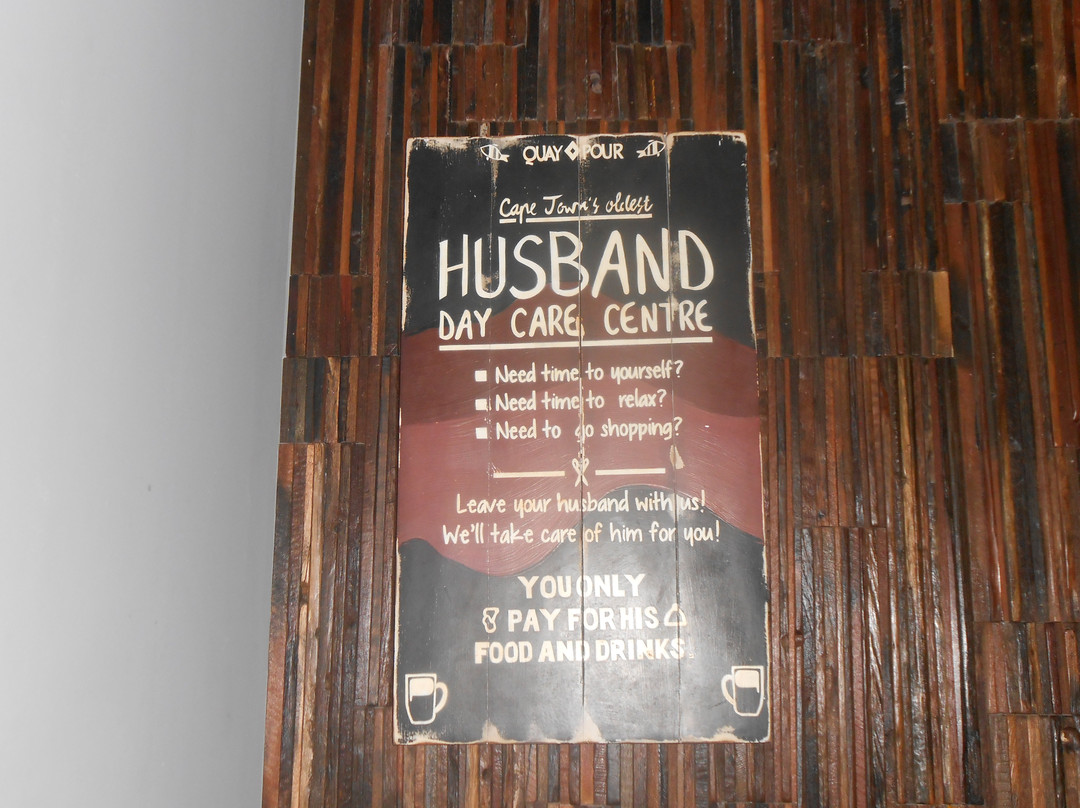 QUAY POUR
Cape Town's oldest
HUSBAND
DAY CARE CENTRE
Need time to yourself?
Need time to relax?
Need to go shopping?
Leave your husband with us!
We'll take care of him for you!
YOU ONLY
PAY FOR HIS
FOOD AND DRINKS